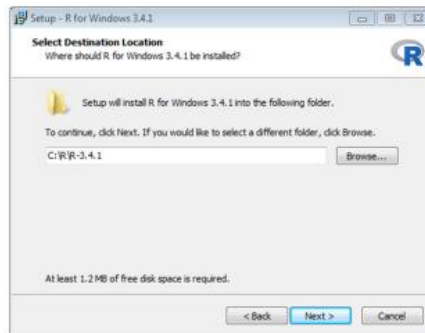 Setup - R for Windows 3.4.1
Select Destination Location
Where should R for Windows 3.4.1 be installed?
R
Setup will install R for Windows 3.4.1 into the following folder.
To continue, click Next. If you would like to select a different folder, click Browse.
C:\R\R-3.4.1
Browse...
At least 1.2 MB of free disk space is required.
< Back
Next >
Cancel